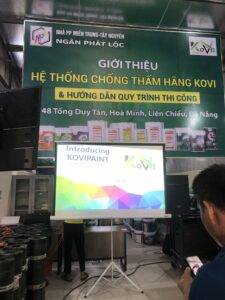 NHÀ PP MIỀN TRUNG-TÂY NGUYÊN
NGÂN PHÁT LỘC
KOVI
GIỚI THIỆU
HỆ THỐNG CHỐNG THẤM HÃNG KOVI
& HƯỚNG DẪN QUY TRÌNH THI CÔNG
48 Tống Duy Tân, Hoà Minh, Liên Chiểu, Đà Nẵng
Introducing
KOVIPAINT
KOVI